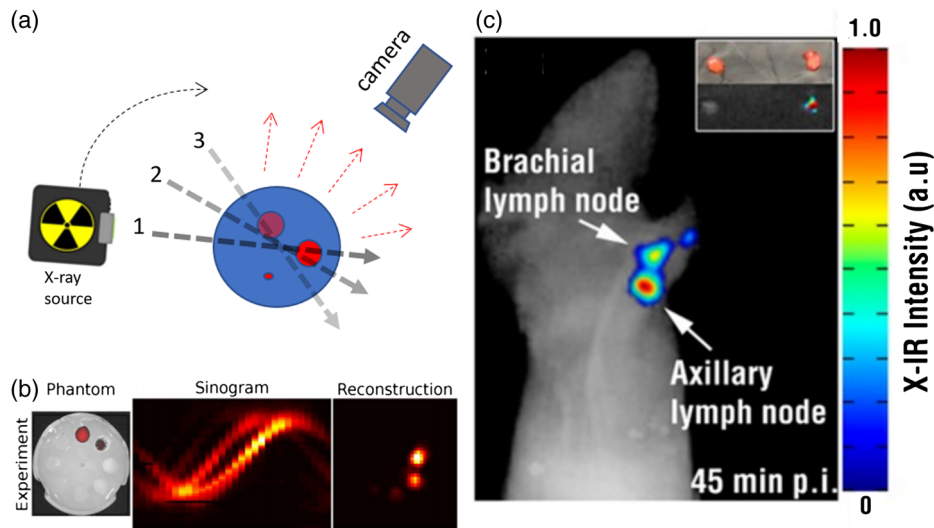 (a)
camera
3
2
1
X-ray
source
(b)
Phantom
Sinogram
Reconstruction
Experiment
(c)
1.0
Brachial
lymph node
Axillary
lymph node
45 min p.i.
X-IR Intensity (a.u)
0